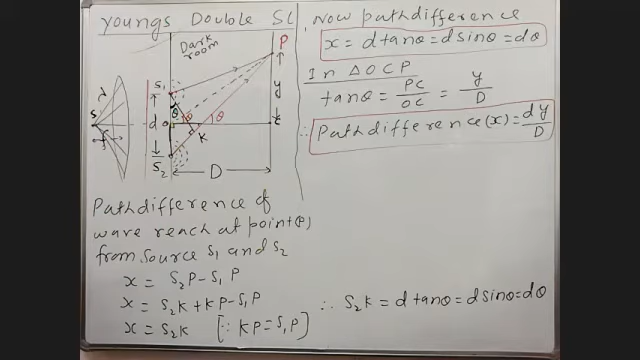 youngs Double Sl
Dark
room
P
S₁
λ
S
f
d
O
θ
θ
K
θ
y
c
S₂
D
Path difference of
wave reach at point (P)
from source S₁ and S₂
x = S₂P - S₁P
x = S₂K + KP - S₁P
x = S₂K [∵ KP = S₁P]
Now path difference
x = d tanθ = d sinθ = dθ
In △OCP
tanθ = PC/OC = y/D
∴ Path difference (x) = dy/D
∴ S₂K = d tanθ = d sinθ = dθ